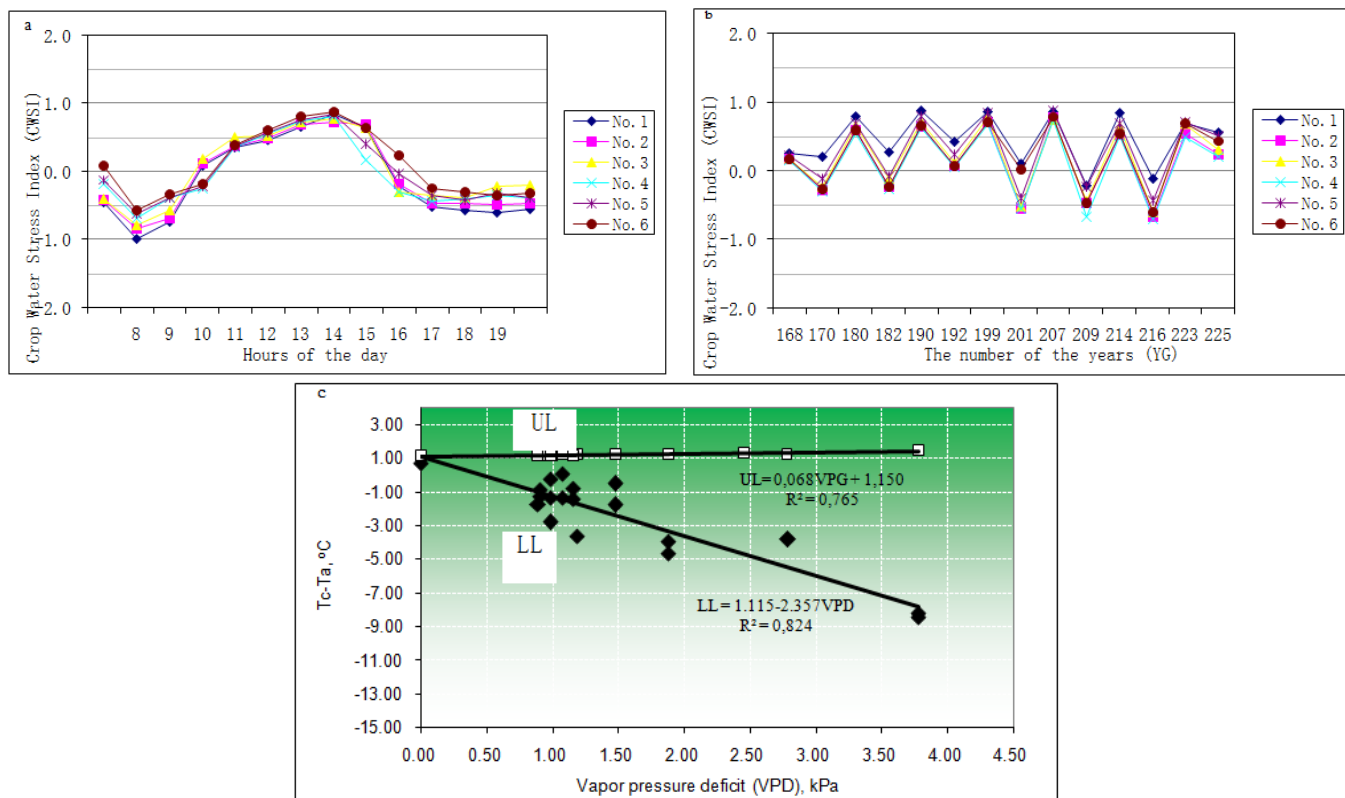 a
2.0
1.0
0.0
-1.0
-2.0
Crop Water Stress Index (CWSI)
8 9 10 11 12 13 14 15 16 17 18 19
Hours of the day
No.1
No.2
No.3
No.4
No.5
No.6
b
2.0
1.0
0.0
-1.0
-2.0
Crop Water Stress Index (CWSI)
168 170 180 182 190 192 199 201 207 209 214 216 223 225
The number of the years (YG)
No.1
No.2
No.3
No.4
No.5
No.6
c
3.00
1.00
-1.00
-3.00
-5.00
-7.00
-9.00
-11.00
-13.00
-15.00
Tc-Ta, ºC
UL
UL=0,068VPG+1,150
R²=0,765
LL
LL=1.115-2.357VPD
R²=0,824
0.00 0.50 1.00 1.50 2.00 2.50 3.00 3.50 4.00 4.50
Vapor pressure deficit (VPD), kPa